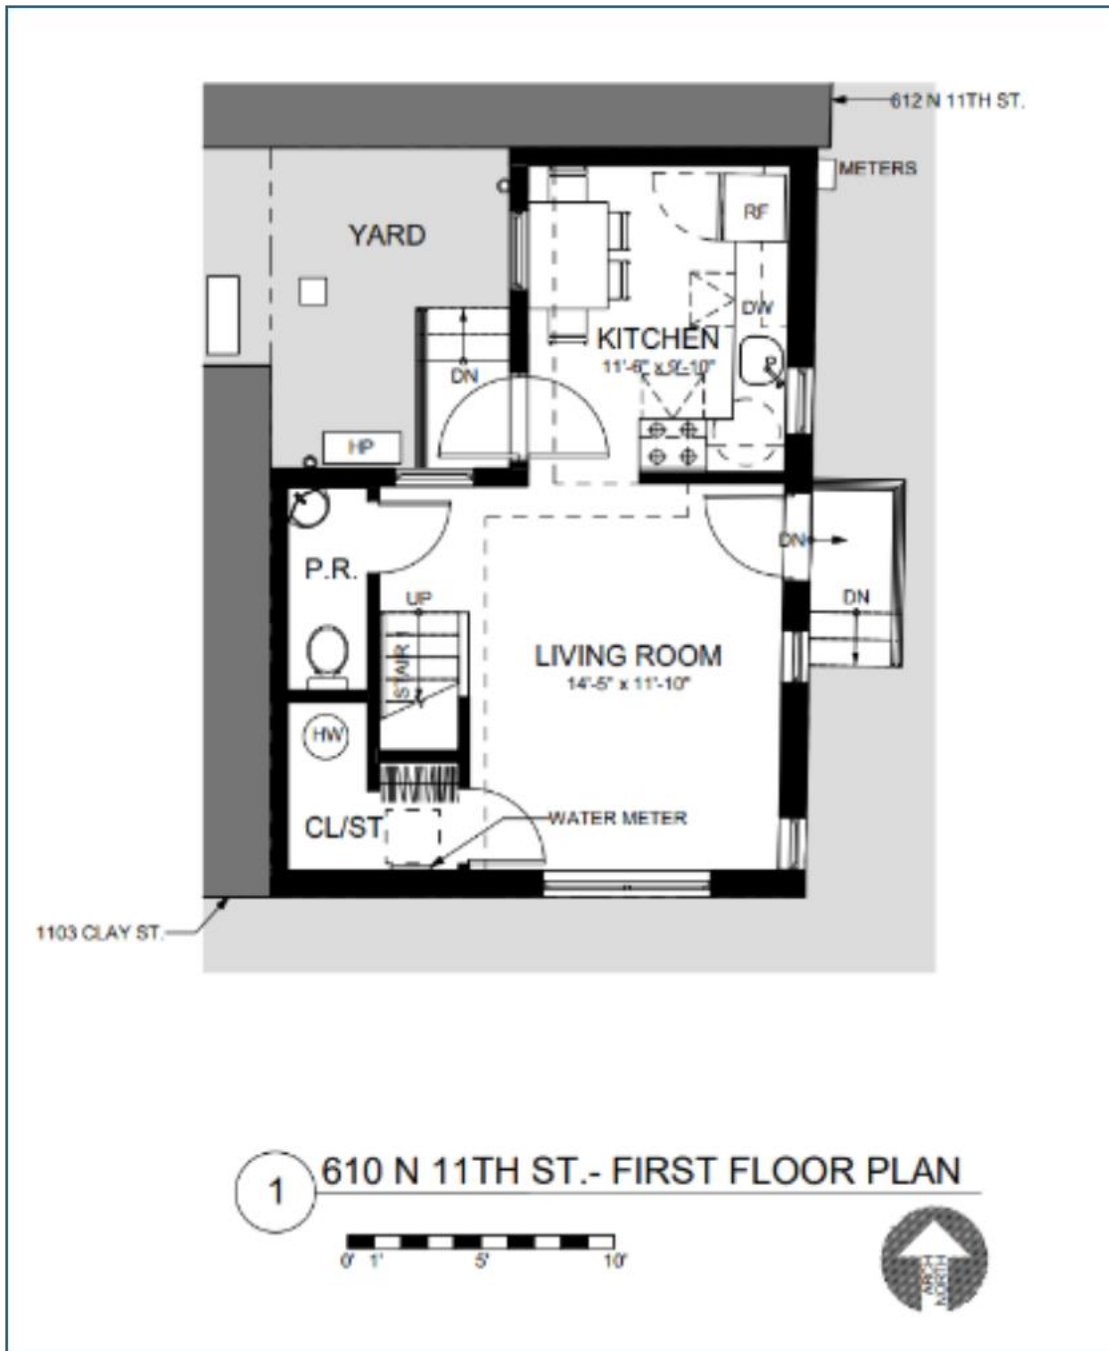 612 N 11TH ST.
METERS
RF
YARD
DW
KITCHEN
11'-6" x 9'-10"
DN
HP
DN
P.R.
UP
DN
STAIR 1
LIVING ROOM
14'-5" x 11'-10"
HW
CL/ST
WATER METER
1103 CLAY ST.
1
610 N 11TH ST.- FIRST FLOOR PLAN
0' 1' 5' 10'
ARCH
NORTH